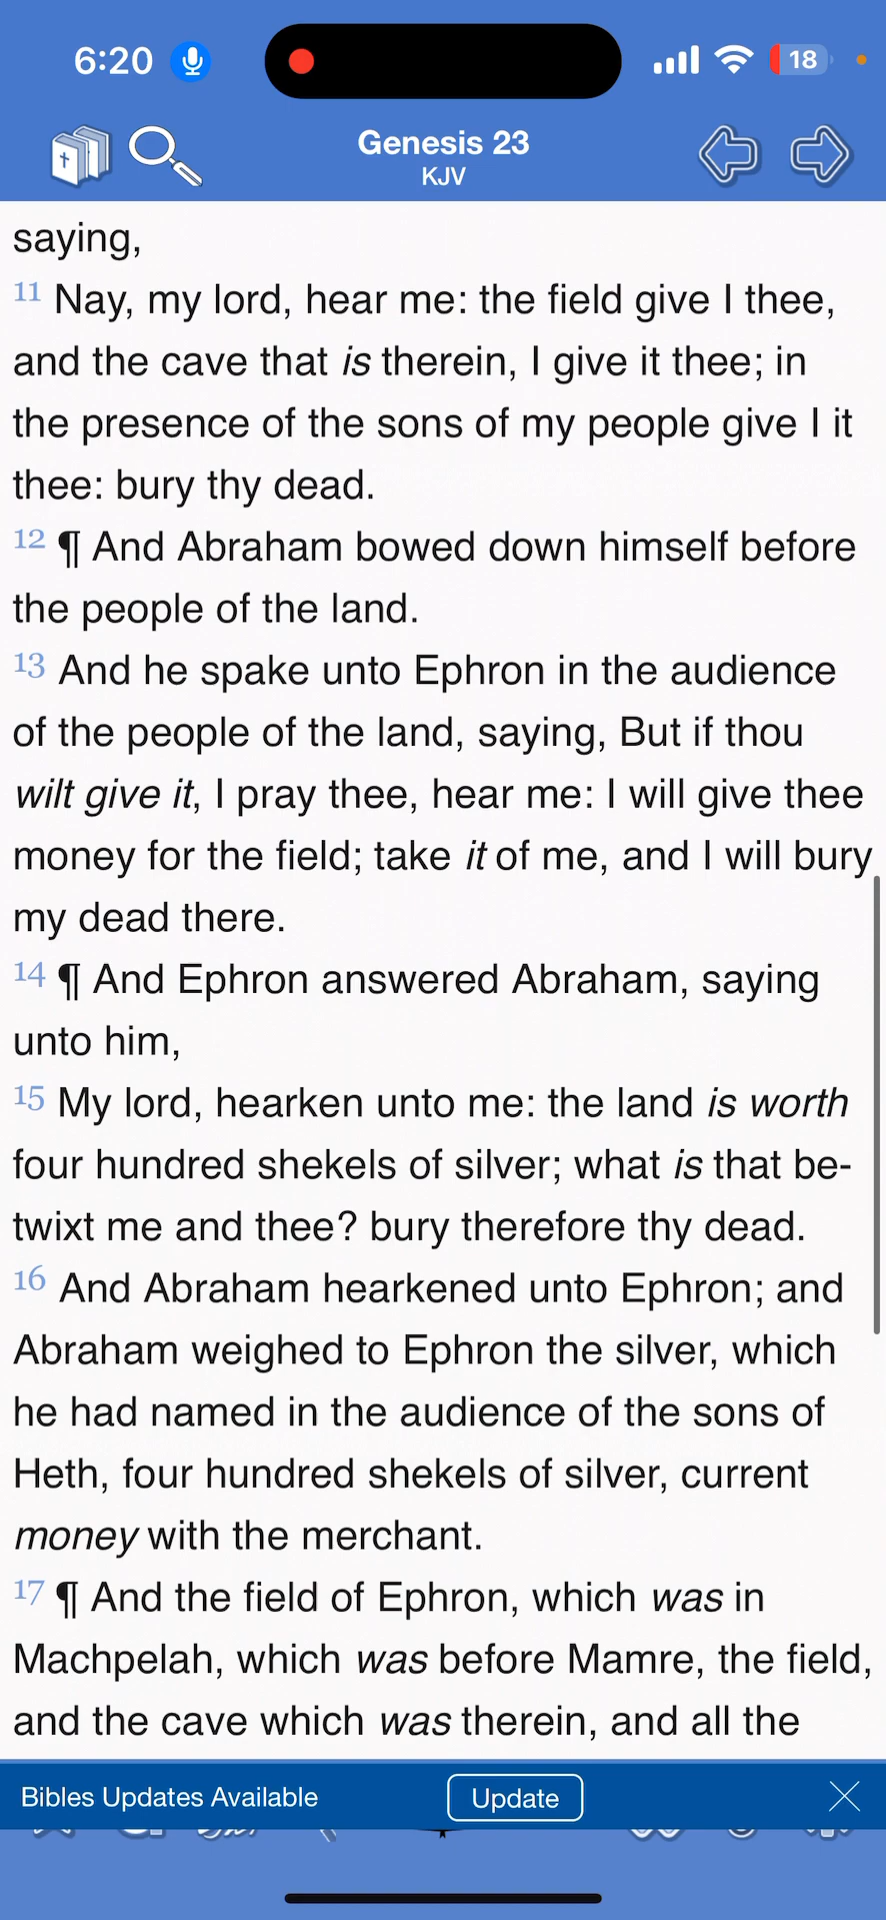 6:20
18
Genesis 23
KJV
saying,
11 Nay, my lord, hear me: the field give I thee,
and the cave that is therein, I give it thee; in
the presence of the sons of my people give I it
thee: bury thy dead.
12 ¶ And Abraham bowed down himself before
the people of the land.
13 And he spake unto Ephron in the audience
of the people of the land, saying, But if thou
wilt give it, I pray thee, hear me: I will give thee
money for the field; take it of me, and I will bury
my dead there.
14 ¶ And Ephron answered Abraham, saying
unto him,
15 My lord, hearken unto me: the land is worth
four hundred shekels of silver; what is that be-
twixt me and thee? bury therefore thy dead.
16 And Abraham hearkened unto Ephron; and
Abraham weighed to Ephron the silver, which
he had named in the audience of the sons of
Heth, four hundred shekels of silver, current
money with the merchant.
17 ¶ And the field of Ephron, which was in
Machpelah, which was before Mamre, the field,
and the cave which was therein, and all the
Bibles Updates Available
Update